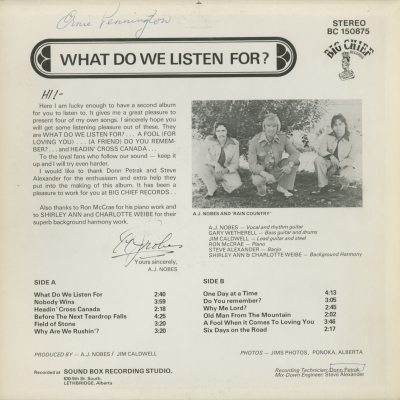 Ernie Pennington
STEREO
BC 150875
WHAT DO WE LISTEN FOR?
BIG CHIEF
RECORDS
HI!-
Here I am lucky enough to have a second album
for you to listen to. It gives me a great pleasure to
present four of my own songs. I sincerely hope you
will get some listening pleasure out of these. They
are WHAT DO WE LISTEN FOR? . . . A FOOL (FOR
LOVING YOU) . . . (A FRIEND) DO YOU REMEM-
BER? . . . and HEADIN' CROSS CANADA . . .
To the loyal fans who follow our sound — keep it
up and I will try even harder.
I would like to thank Donn Petrak and Steve
Alexander for the enthusiasm and extra help they
put into the making of this album. It has been a
pleasure to work for you at BIG CHIEF RECORDS . .
Also thanks to Ron McCrae for his piano work and
to SHIRLEY ANN and CHARLOTTE WEIBE for their
superb background harmony work.
A.J. Nobes
Yours sincerely,
A.J. NOBES
A.J. NOBES AND 'RAIN COUNTRY'
A.J. NOBES — Vocal and rhythm guitar
GARY WETHERELL — Bass guitar and drums
JIM CALDWELL — Lead guitar and steel
RON McCRAE — Piano
STEVE ALEXANDER — Banjo
SHIRLEY ANN & CHARLOTTE WEIBE — Background Harmony
SIDE A
What Do We Listen For 2:40
Nobody Wins 3:59
Headin' Cross Canada 2:18
Before The Next Teardrop Falls 4:25
Field of Stone 3:20
Why Are We Rushin'? 3:20
SIDE B
One Day at a Time 4:13
Do You remember? 3:05
Why Me Lord? 2:45
Old Man From The Mountain 2:02
A Fool When it Comes To Loving You 3:46
Six Days on the Road 2:17
PRODUCED BY — A.J. NOBES / JIM CALDWELL
PHOTOS — JIMS PHOTOS, PONOKA, ALBERTA.
Recorded at SOUND BOX RECORDING STUDIO.
LETHBRIDGE, Alberta
Recording Technician: Donn Petrak
Mix-Down Engineer: Steve Alexander